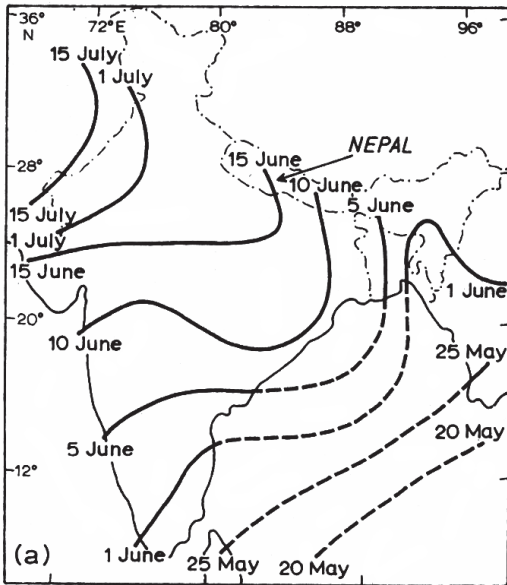 36°
N
72°E
80°
88°
96°
15 July
1 July
28°
15 June
NEPAL
10 June
5 June
15 July
1 July
15 June
1 June
20°
10 June
25 May
5 June
20 May
12°
(a)
1 June
25 May
20 May